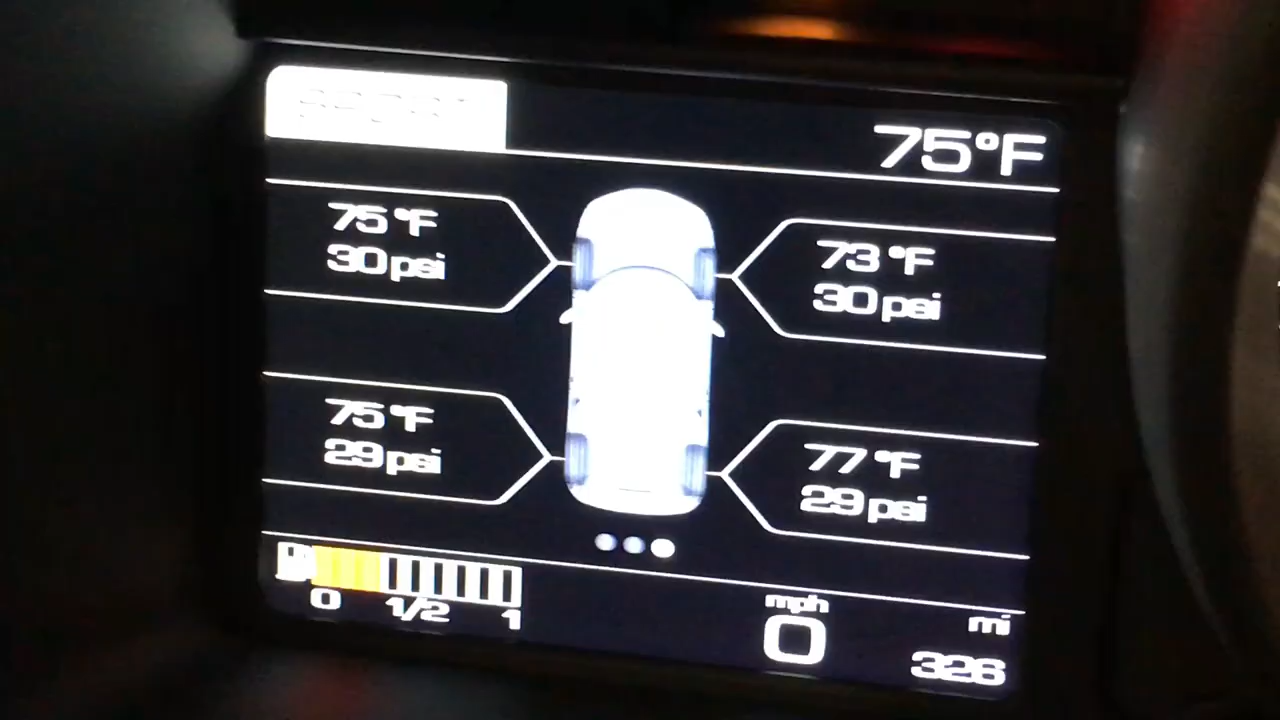 75°F
75 °F
30 psi
73 °F
30 psi
75 °F
29 psi
77 °F
29 psi
0 1/2 1
mph
0
mi
326